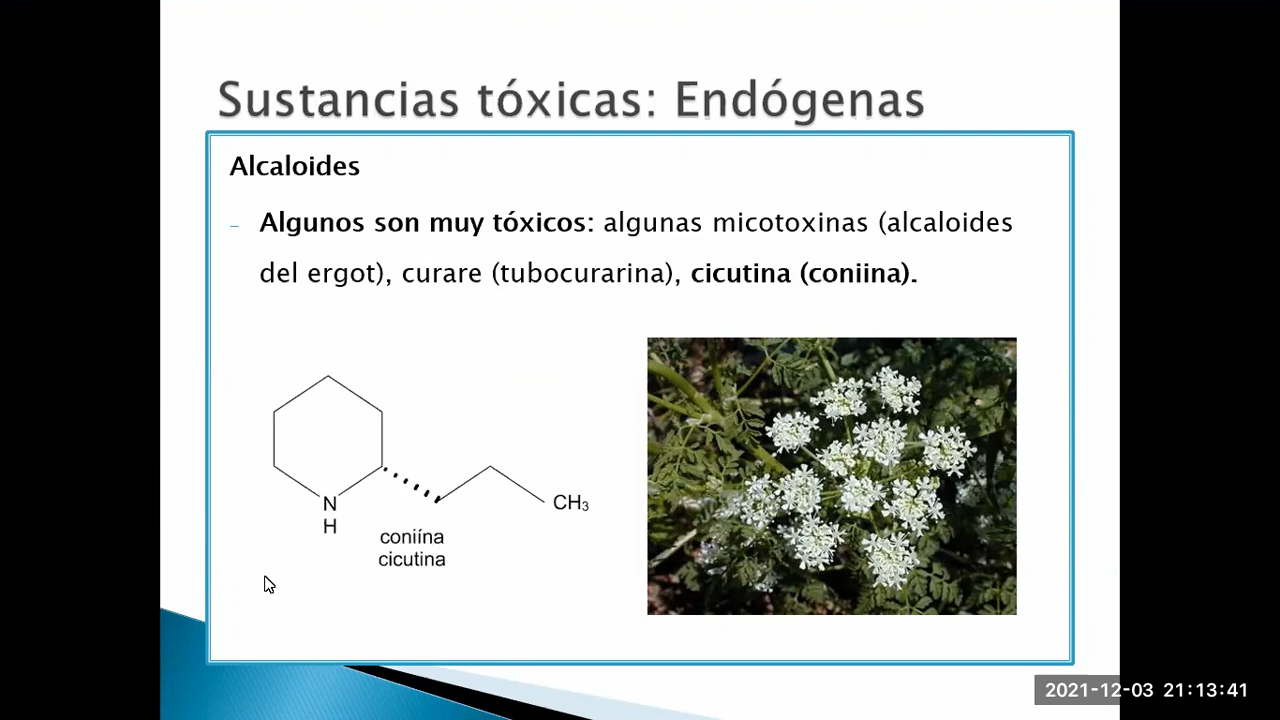 Sustancias tóxicas: Endógenas
Alcaloides
– Algunos son muy tóxicos: algunas micotoxinas (alcaloides
del ergot), curare (tubocurarina), cicutina (coniina).
N
H
CH₃
coniína
cicutina
2021-12-03 21:13:41